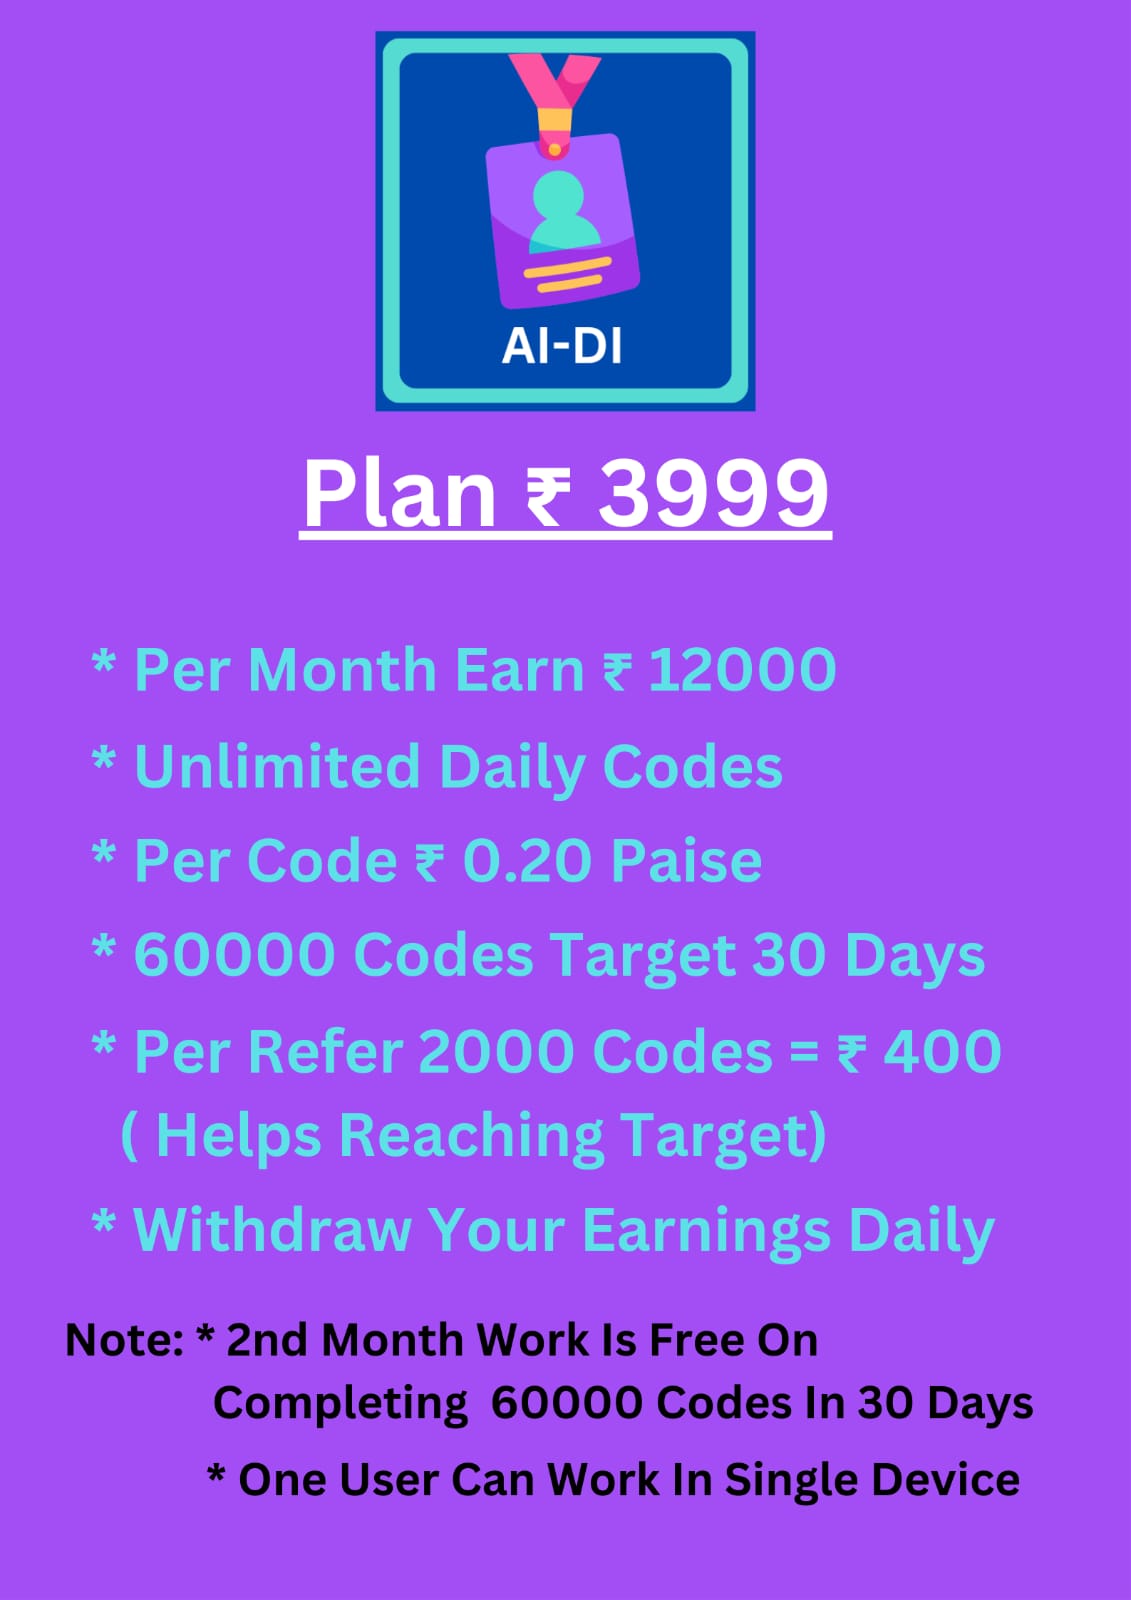 AI-DI
Plan ₹ 3999
* Per Month Earn ₹ 12000
* Unlimited Daily Codes
* Per Code ₹ 0.20 Paise
* 60000 Codes Target 30 Days
* Per Refer 2000 Codes = ₹ 400
( Helps Reaching Target)
* Withdraw Your Earnings Daily
Note: * 2nd Month Work Is Free On
Completing 60000 Codes In 30 Days
* One User Can Work In Single Device